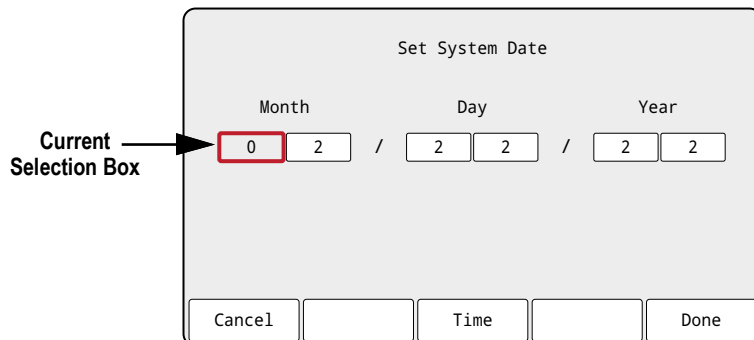 Set System Date
Month Day Year
Current
Selection Box
0 2 / 2 2 / 2 2
Cancel Time Done